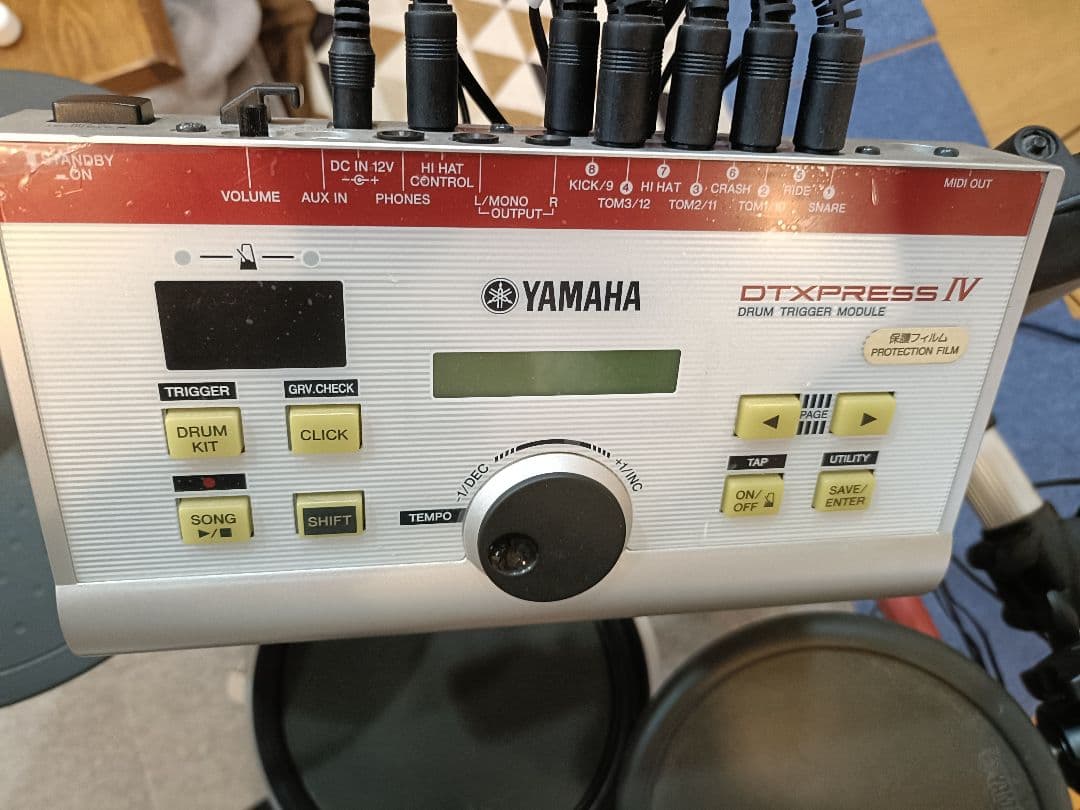 STANDBY
ON
VOLUME
AUX IN
DC IN 12V
PHONES
HI HAT
CONTROL
L/MONO R
OUTPUT
8
KICK/9
4
TOM3/12
7
HI HAT
3
TOM2/11
6
CRASH
2
TOM1/10
5
RIDE
1
SNARE
MIDI OUT
YAMAHA
DTXPRESS IV
DRUM TRIGGER MODULE
保護フィルム
PROTECTION FILM
TRIGGER
DRUM
KIT
GRV.CHECK
CLICK
SONG
▶/■
SHIFT
TEMPO
-1/DEC
+1/INC
◀
PAGE
▶
TAP
ON/
OFF
UTILITY
SAVE/
ENTER